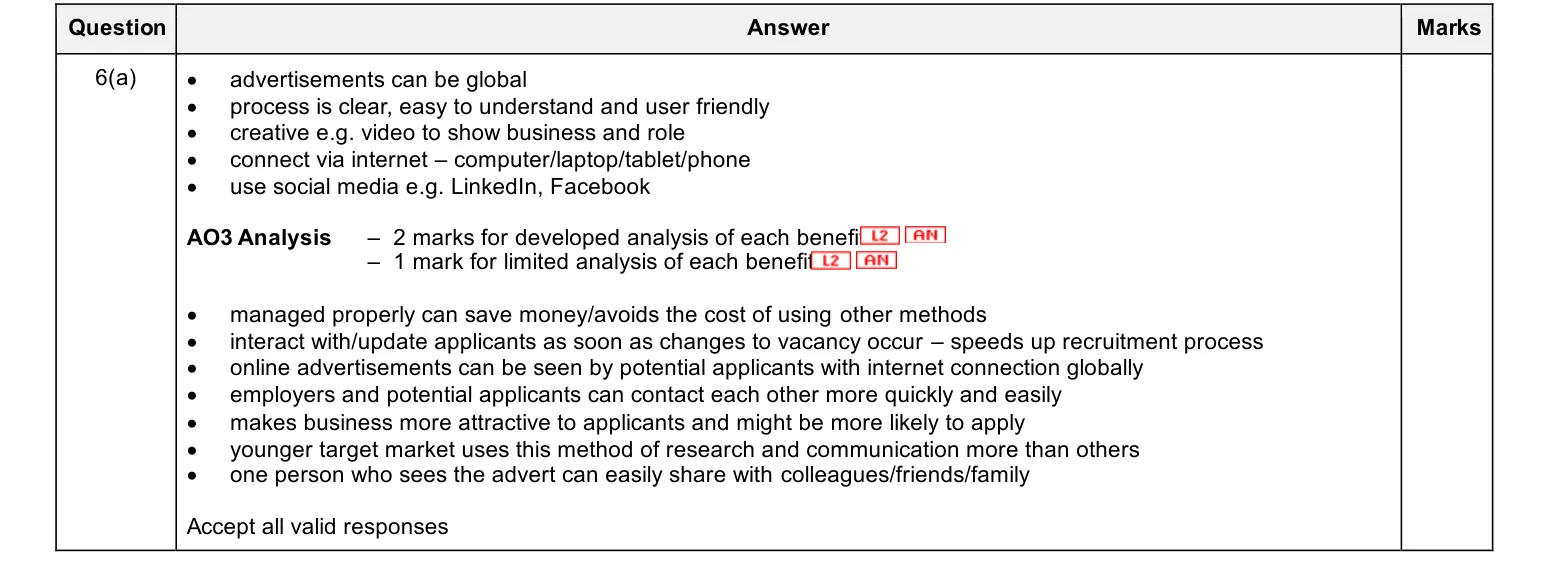 Question Answer Marks
6(a)
• advertisements can be global
• process is clear, easy to understand and user friendly
• creative e.g. video to show business and role
• connect via internet – computer/laptop/tablet/phone
• use social media e.g. LinkedIn, Facebook
AO3 Analysis – 2 marks for developed analysis of each benefi L2 AN
– 1 mark for limited analysis of each benefit L2 AN
• managed properly can save money/avoids the cost of using other methods
• interact with/update applicants as soon as changes to vacancy occur – speeds up recruitment process
• online advertisements can be seen by potential applicants with internet connection globally
• employers and potential applicants can contact each other more quickly and easily
• makes business more attractive to applicants and might be more likely to apply
• younger target market uses this method of research and communication more than others
• one person who sees the advert can easily share with colleagues/friends/family
Accept all valid responses